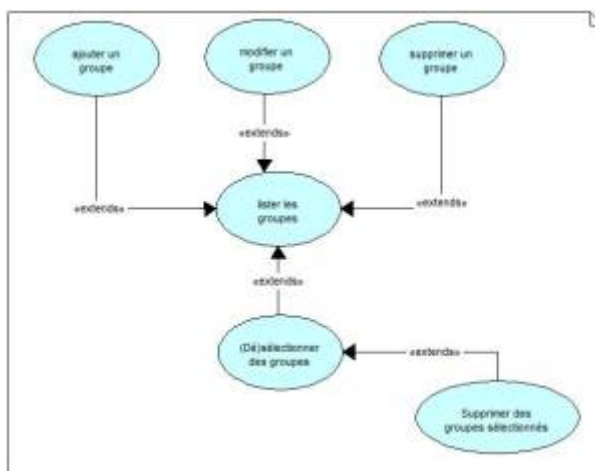 ajouter un
groupe
modifier un
groupe
supprimer un
groupe
«extends»
«extends»
«extends»
lister les
groupes
«extends»
(Dé)sélectionner
des groupes
«extends»
Supprimer des
groupes sélectionnés